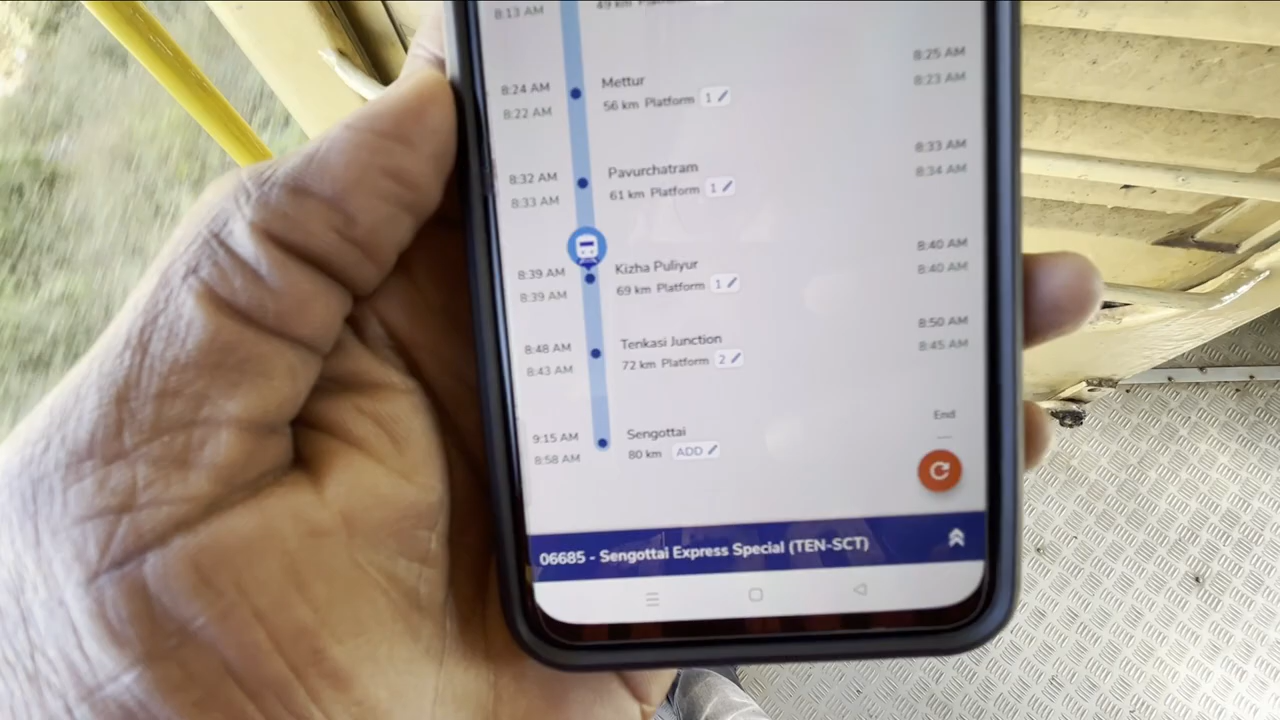 8:13 AM
49 km Platform
8:24 AM Mettur 8:25 AM
8:22 AM 56 km Platform 1 8:23 AM
8:32 AM Pavurchatram 8:33 AM
8:33 AM 61 km Platform 1 8:34 AM
8:39 AM Kizha Puliyur 8:40 AM
8:39 AM 69 km Platform 1 8:40 AM
8:48 AM Tenkasi Junction 8:50 AM
8:43 AM 72 km Platform 2 8:45 AM
9:15 AM Sengottai End
8:58 AM 80 km ADD
06685 - Sengottai Express Special (TEN-SCT)